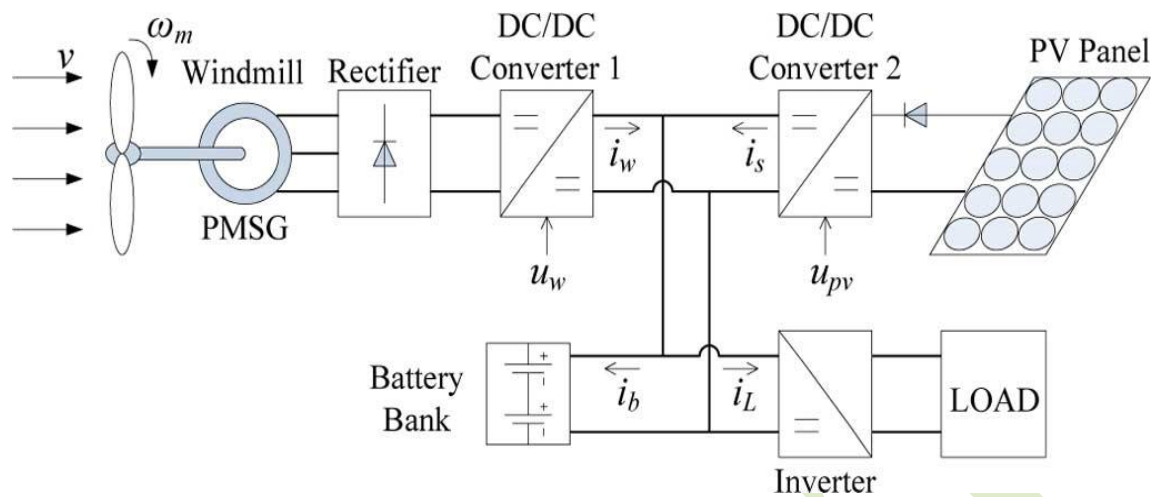 DC/DC
Converter 1
DC/DC
Converter 2
PV Panel
ω_m
v
Windmill
Rectifier
i_w
i_s
PMSG
u_w
u_pv
Battery
Bank
+
-
+
-
i_b
i_L
LOAD
Inverter